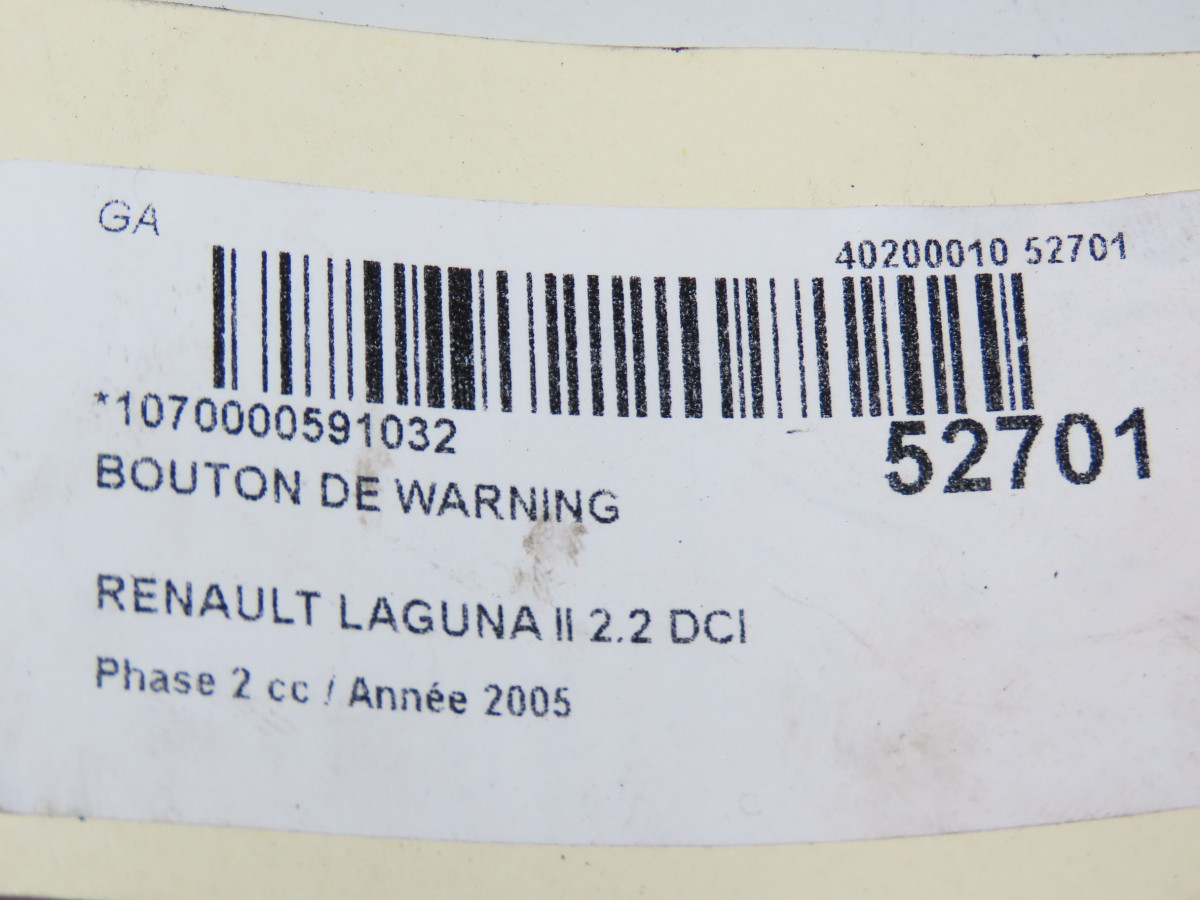 GA
40200010 52701
*1070000591032
52701
BOUTON DE WARNING
RENAULT LAGUNA II 2.2 DCI
Phase 2 cc / Année 2005